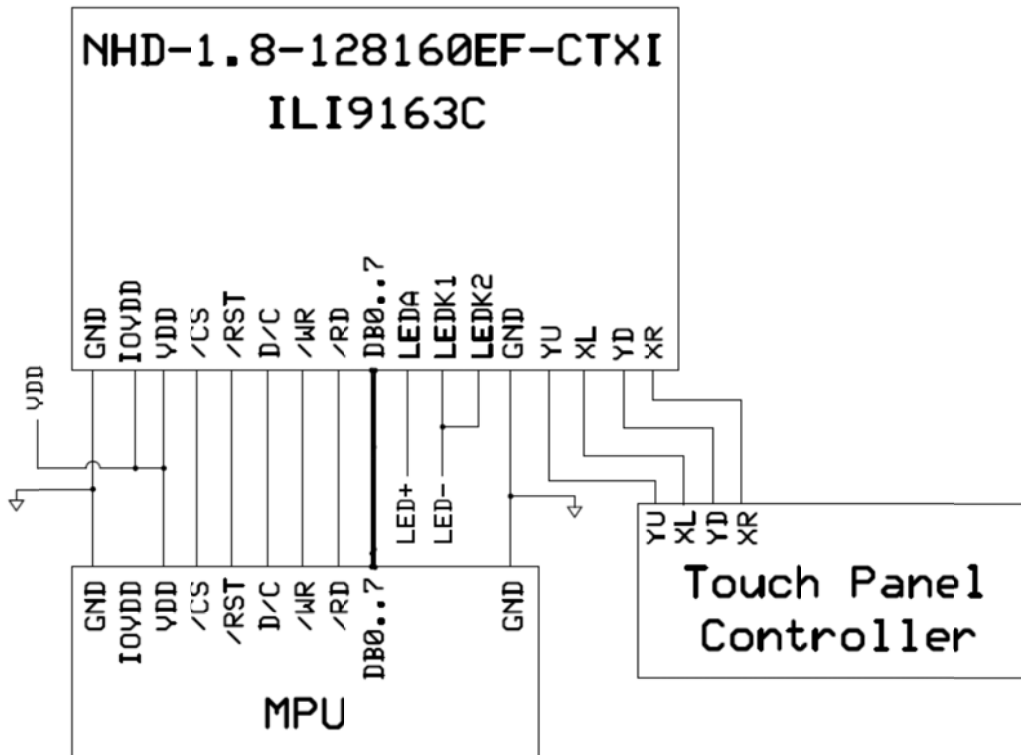 NHD-1.8-128160EF-CTXI
ILI9163C
GND
IOVDD
VDD
/CS
/RST
D/C
/WR
/RD
DB0..7
LEDA
LEDK1
LEDK2
GND
YU
XL
YD
XR
VDD
LED+
LED-
YU
XL
YD
XR
Touch Panel
Controller
GND
IOVDD
VDD
/CS
/RST
D/C
/WR
/RD
DB0..7
GND
MPU